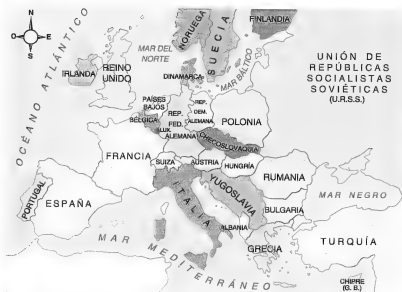 N
O
E
S
OCÉANO ATLÁNTICO
NORUEGA
SUECIA
FINLANDIA
MAR DEL
NORTE
MAR BÁLTICO
UNIÓN DE
REPÚBLICAS
SOCIALISTAS
SOVIÉTICAS
(U.R.S.S.)
IRLANDA
REINO
UNIDO
DINAMARCA
PAÍSES
BAJOS
BÉLGICA
LUX.
REP.
FED.
ALEMANA
REP.
DEM.
ALEMANA
POLONIA
CHECOSLOVAQUIA
FRANCIA
SUIZA
AUSTRIA
HUNGRÍA
RUMANIA
YUGOSLAVIA
ITALIA
BULGARIA
MAR NEGRO
PORTUGAL
ESPAÑA
ALBANIA
GRECIA
TURQUÍA
MAR MEDITERRÁNEO
CHIPRE
(G. B.)